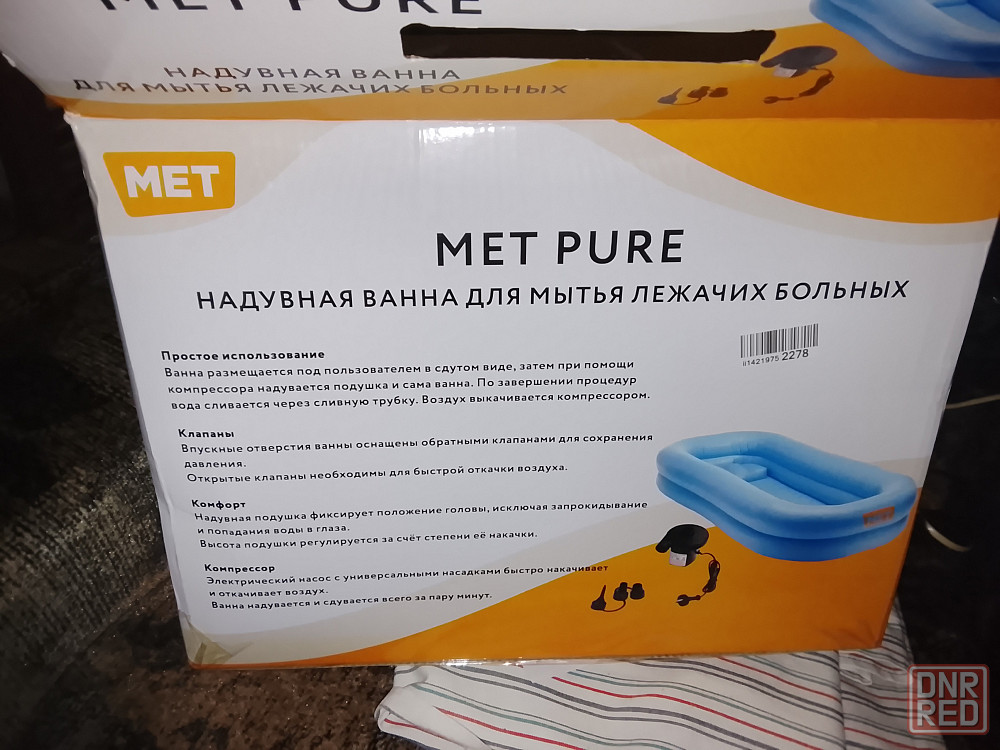 MET PURE
НАДУВНАЯ ВАННА
ДЛЯ МЫТЬЯ ЛЕЖАЧИХ БОЛЬНЫХ
MET
MET PURE
НАДУВНАЯ ВАННА ДЛЯ МЫТЬЯ ЛЕЖАЧИХ БОЛЬНЫХ
ii1421975 2278
Простое использование
Ванна размещается под пользователем в сдутом виде, затем при помощи
компрессора надувается подушка и сама ванна. По завершении процедур
вода сливается через сливную трубку. Воздух выкачивается компрессором.
Клапаны
Впускные отверстия ванны оснащены обратными клапанами для сохранения
давления.
Открытые клапаны необходимы для быстрой откачки воздуха.
Комфорт
Надувная подушка фиксирует положение головы, исключая запрокидывание
и попадания воды в глаза.
Высота подушки регулируется за счёт степени её накачки.
Компрессор
Электрический насос с универсальными насадками быстро накачивает
и откачивает воздух.
Ванна надувается и сдувается всего за пару минут.
DNR
RED